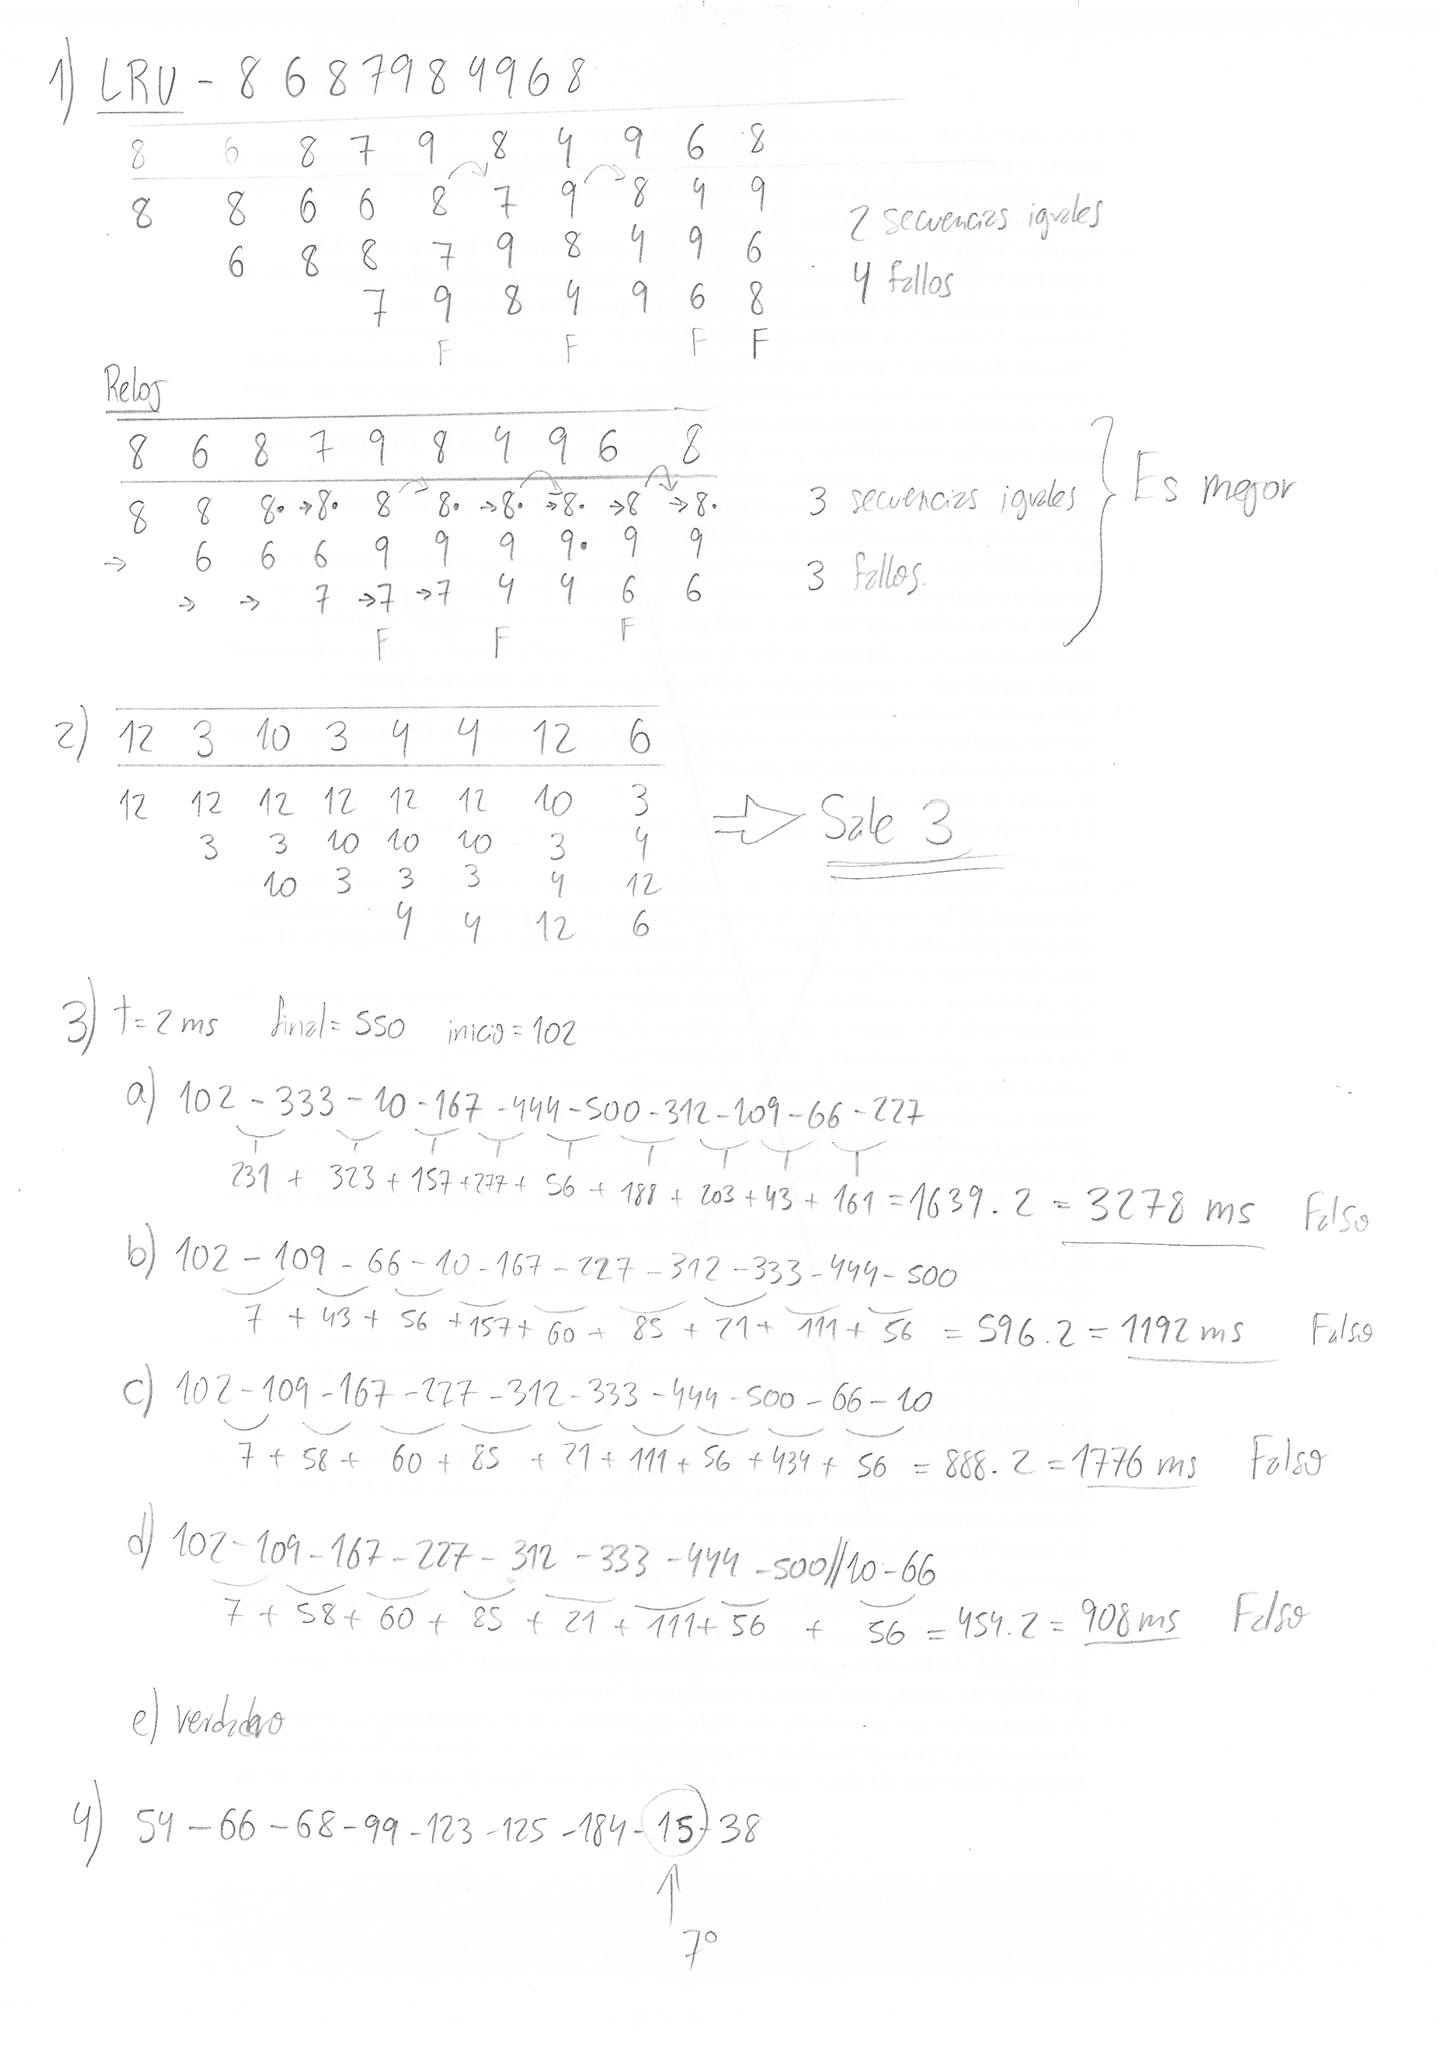 1) LRU - 8 6 8 7 9 8 4 9 6 8
8 6 8 7 9 8 4 9 6 8
8 8 6 6 8 7 9 8 4 9
2 secuencias iguales
6 8 8 7 9 8 4 9 6
4 fallos
7 9 8 4 9 6 8
F F F F
Reloj
8 6 8 7 9 8 4 9 6 8
8 8 8• →8• 8 8• →8• →8• →8 →8•
3 secuencias iguales
Es mejor
→ 6 6 6 9 9 9 9• 9 9
3 fallos.
→ → 7 →7 →7 4 4 6 6
F F F
2) 12 3 10 3 4 4 12 6
12 12 12 12 12 12 10 3
⇒ Sale 3
3 3 10 10 10 3 4
10 3 3 3 4 12
4 4 12 6
3) t=2 ms final=550 inicio=102
a) 102 - 333 - 10 - 167 - 444 - 500 - 312 - 109 - 66 - 227
231 + 323 + 157 + 277 + 56 + 188 + 203 + 43 + 161 = 1639 . 2 = 3278 ms Falso
b) 102 - 109 - 66 - 10 - 167 - 227 - 312 - 333 - 444 - 500
7 + 43 + 56 + 157 + 60 + 85 + 21 + 111 + 56 = 596 . 2 = 1192 ms Falso
c) 102 - 109 - 167 - 227 - 312 - 333 - 444 - 500 - 66 - 10
7 + 58 + 60 + 85 + 21 + 111 + 56 + 434 + 56 = 888 . 2 = 1776 ms Falso
d) 102 - 109 - 167 - 227 - 312 - 333 - 444 - 500//10 - 66
7 + 58 + 60 + 85 + 21 + 111 + 56 + 56 = 454 . 2 = 908 ms Falso
e) verdadero
4) 54 - 66 - 68 - 99 - 123 - 125 - 184 - 15 - 38
↑
7º